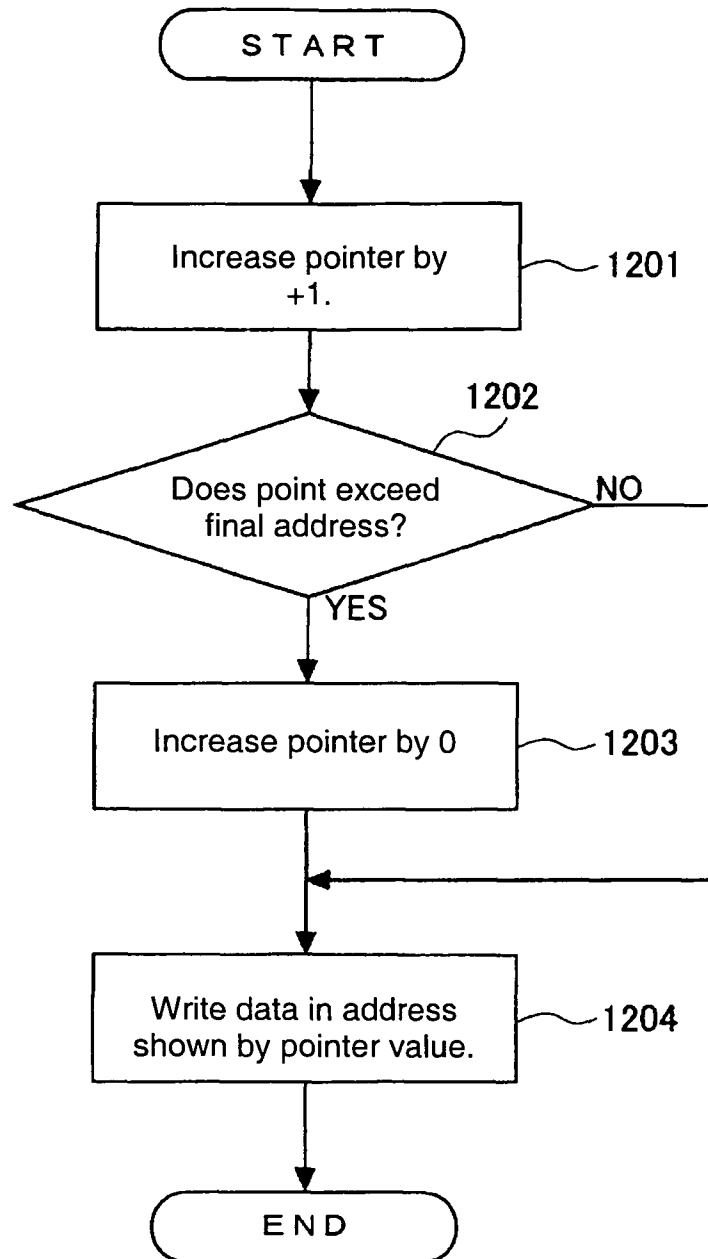 START
Increase pointer by
+1.
1201
1202
Does point exceed
final address?
NO
YES
Increase pointer by 0
1203
Write data in address
shown by pointer value.
1204
END